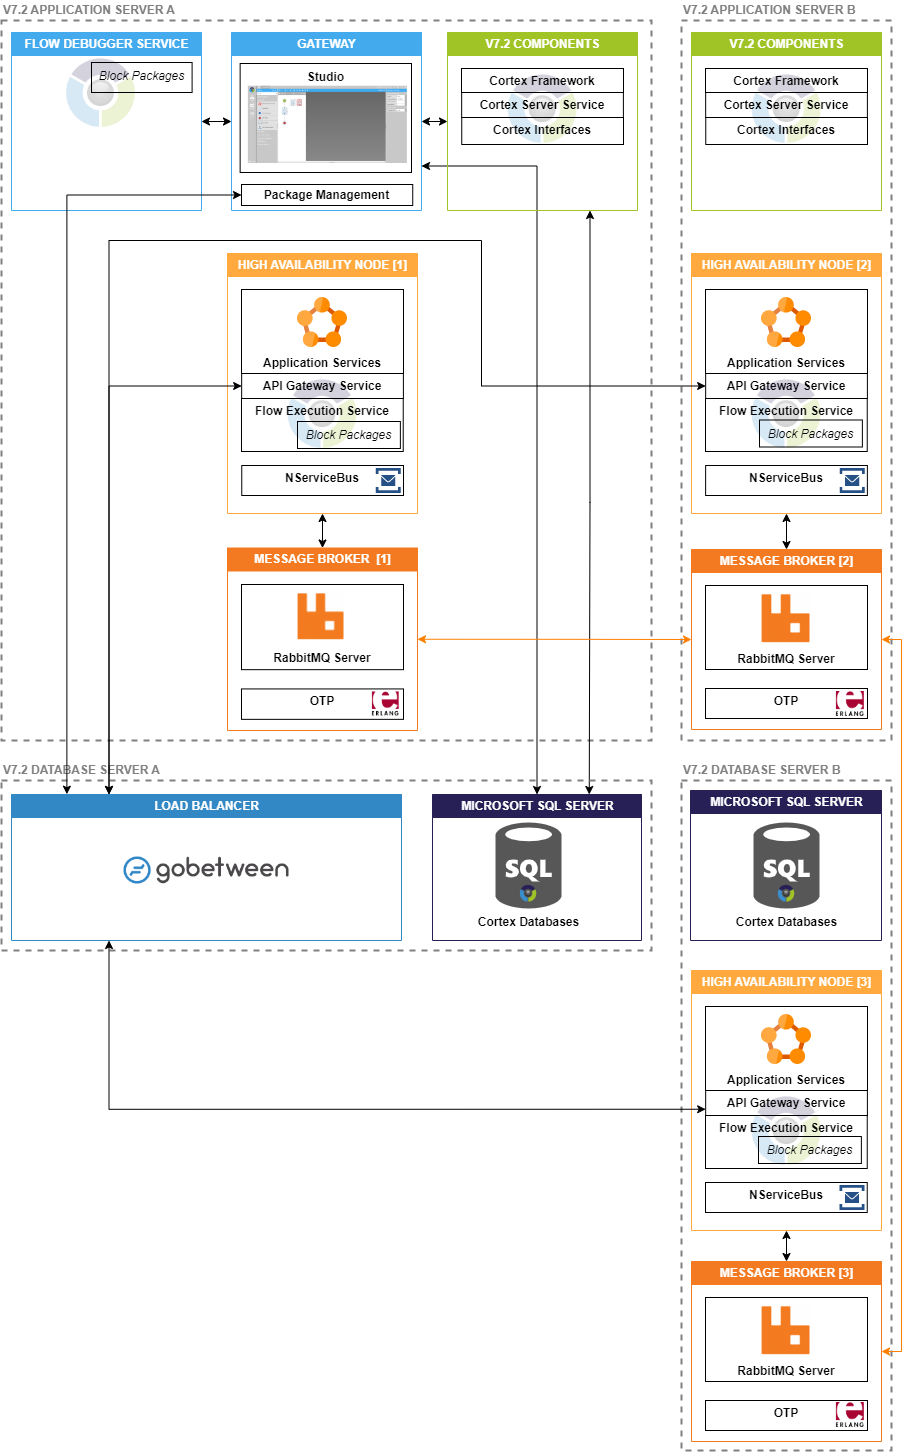 V7.2 APPLICATION SERVER A
FLOW DEBUGGER SERVICE
Block Packages
GATEWAY
Studio
Package Management
V7.2 COMPONENTS
Cortex Framework
Cortex Server Service
Cortex Interfaces
HIGH AVAILABILITY NODE [1]
Application Services
API Gateway Service
Flow Execution Service
Block Packages
NServiceBus
MESSAGE BROKER [1]
RabbitMQ Server
OTP
ERLANG
V7.2 APPLICATION SERVER B
V7.2 COMPONENTS
Cortex Framework
Cortex Server Service
Cortex Interfaces
HIGH AVAILABILITY NODE [2]
Application Services
API Gateway Service
Flow Execution Service
Block Packages
NServiceBus
MESSAGE BROKER [2]
RabbitMQ Server
OTP
ERLANG
V7.2 DATABASE SERVER A
LOAD BALANCER
gobetween
MICROSOFT SQL SERVER
SQL
Cortex Databases
V7.2 DATABASE SERVER B
MICROSOFT SQL SERVER
SQL
Cortex Databases
HIGH AVAILABILITY NODE [3]
Application Services
API Gateway Service
Flow Execution Service
Block Packages
NServiceBus
MESSAGE BROKER [3]
RabbitMQ Server
OTP
ERLANG